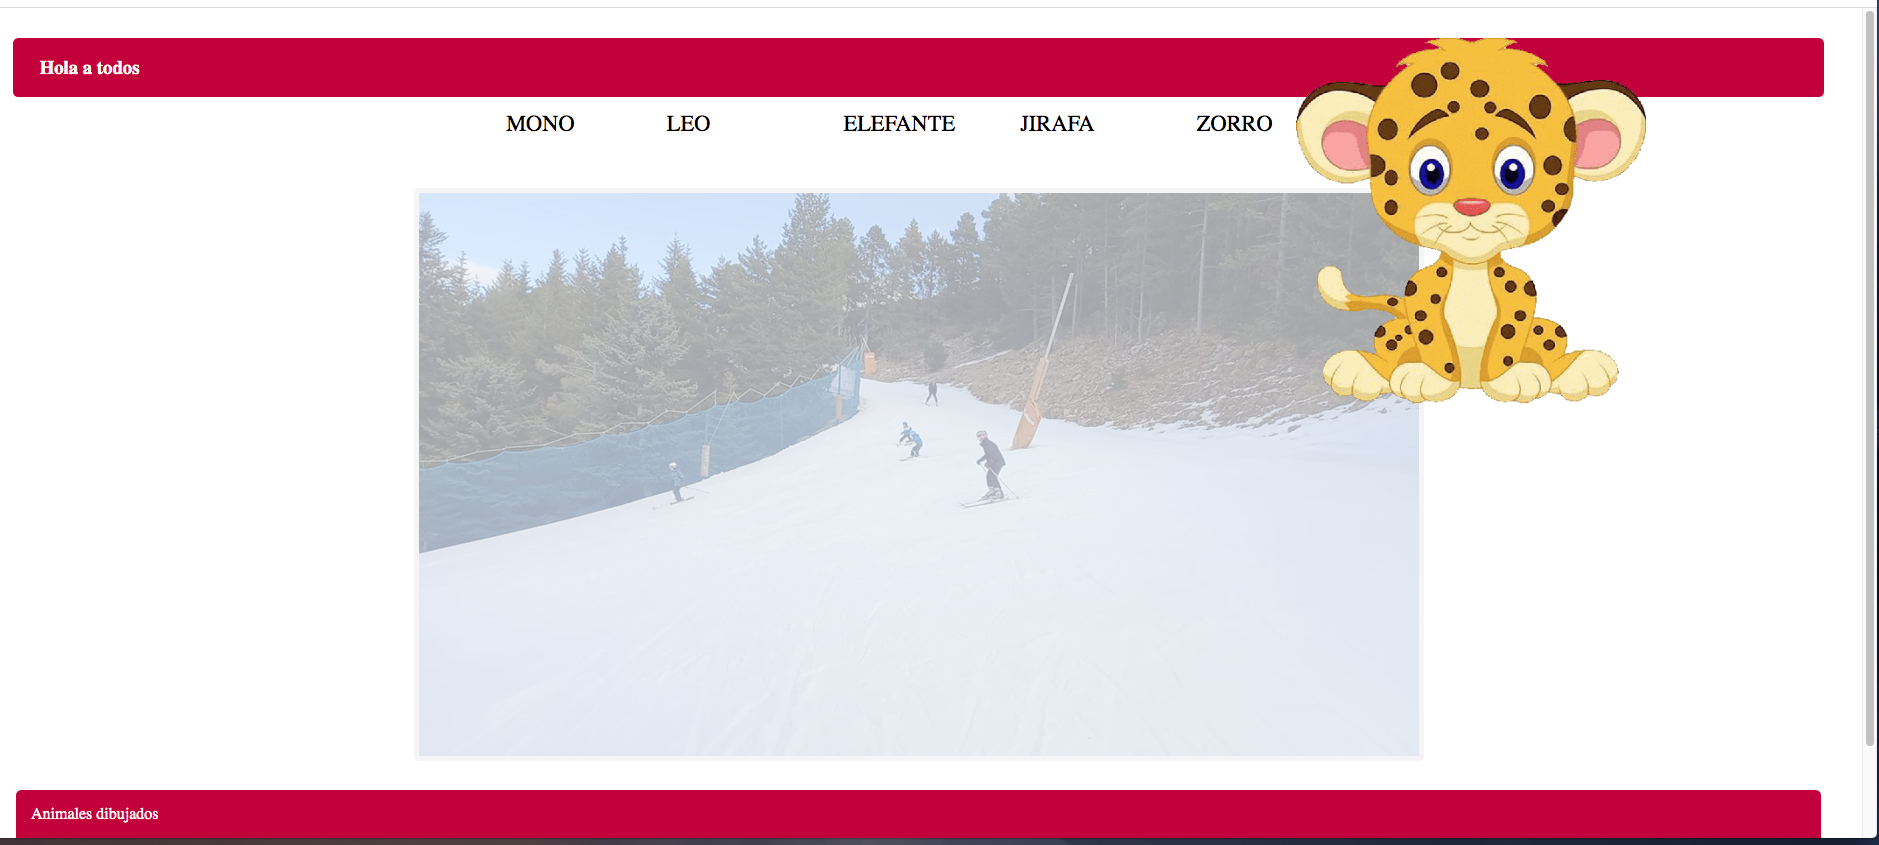 Hola a todos
MONO LEO ELEFANTE JIRAFA ZORRO
Animales dibujados